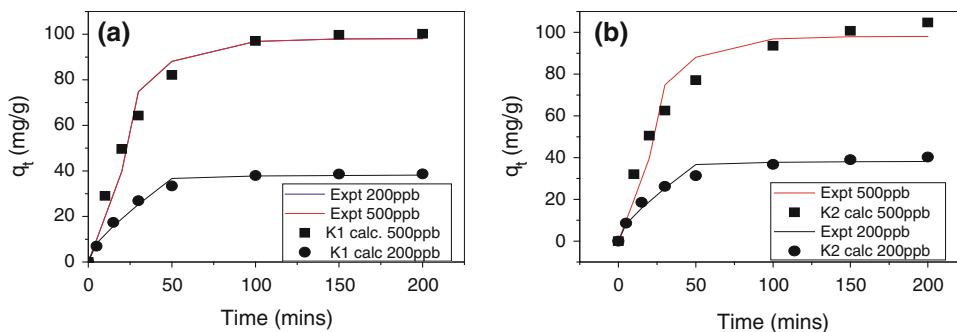 (a)
100
80
60
40
20
0
q_t (mg/g)
0 50 100 150 200
Time (mins)
Expt 200ppb
Expt 500ppb
K1 calc. 500ppb
K1 calc 200ppb
(b)
100
80
60
40
20
0
q_t (mg/g)
0 50 100 150 200
Time (mins)
Expt 500ppb
K2 calc 500ppb
Expt 200ppb
K2 calc 200ppb